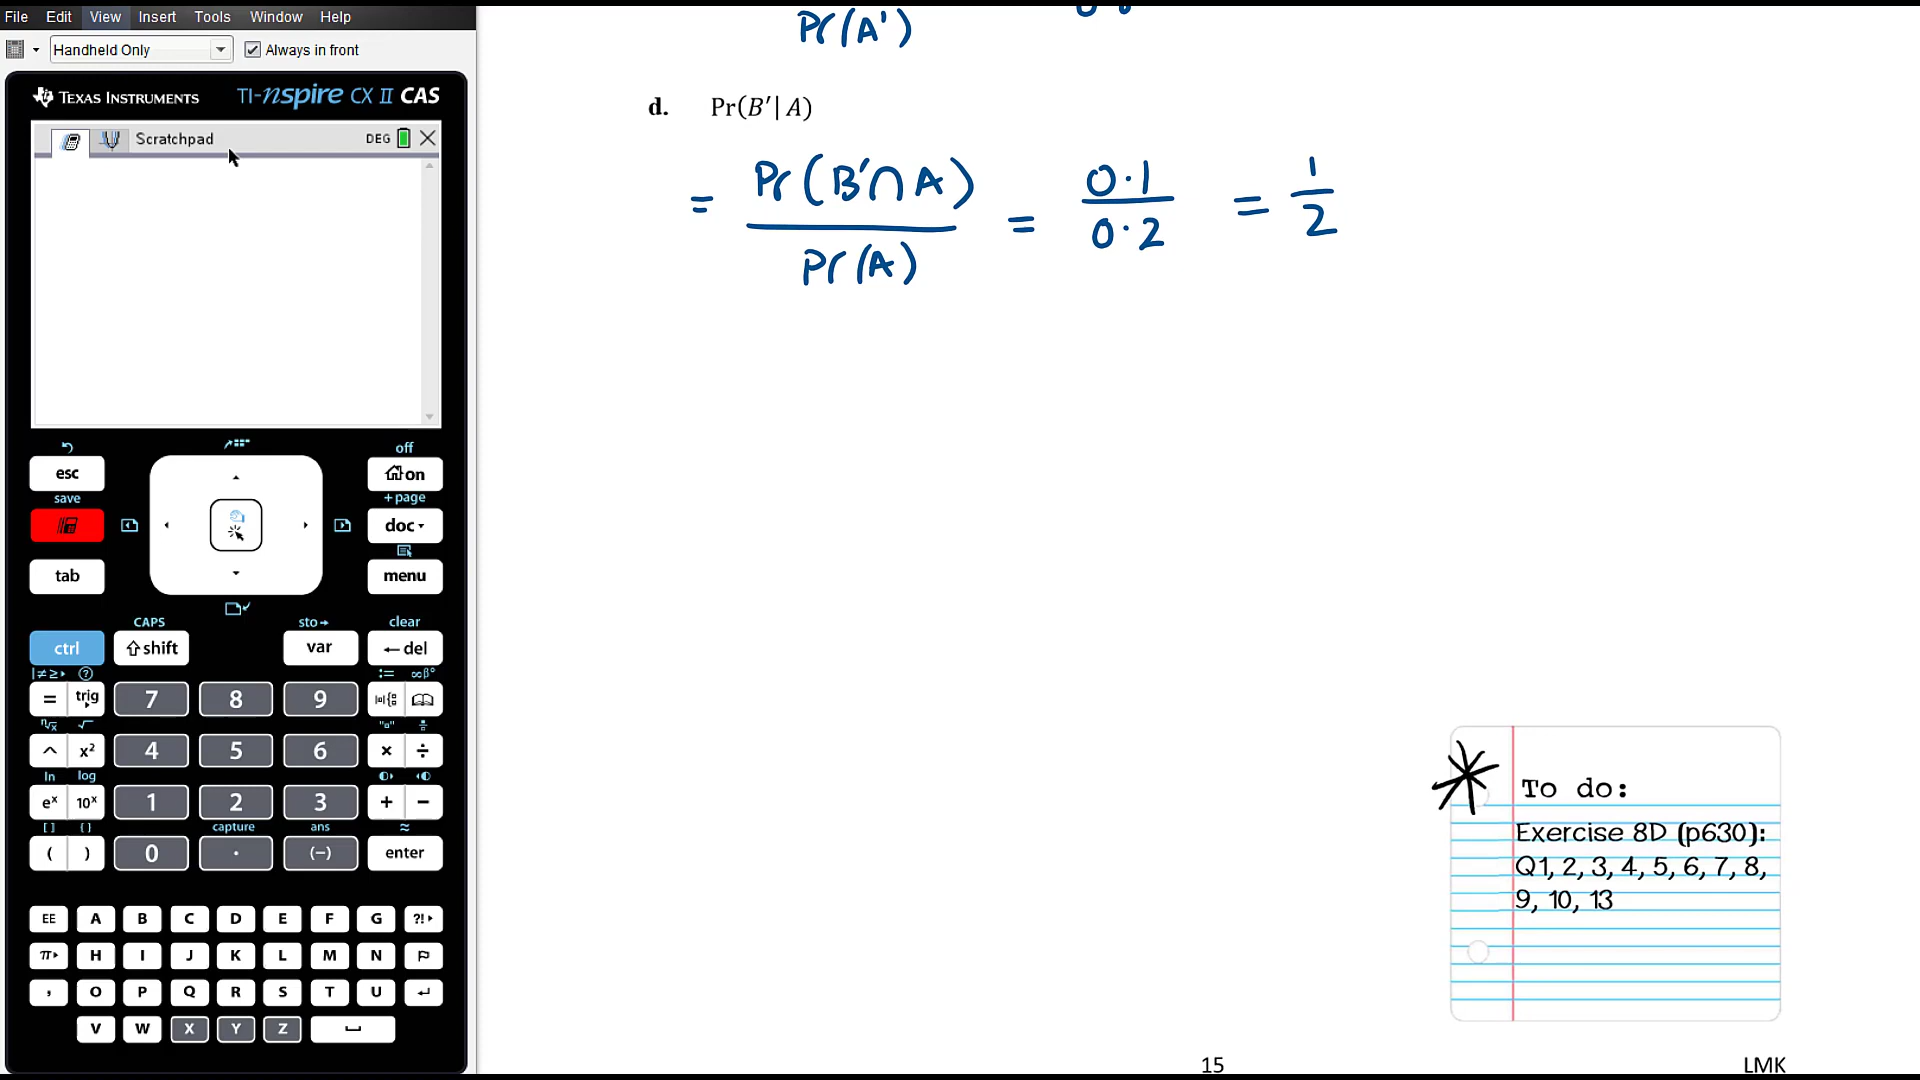 File Edit View Insert Tools Window Help
Handheld Only Always in front
TEXAS INSTRUMENTS TI-nspire CX II CAS
Scratchpad DEG
off
esc on
save + page
doc
tab menu
CAPS sto→ clear
ctrl ⇧shift var ←del
|≠≥▸ ? := ∞β°
= trig 7 8 9
ⁿ√x √ "□"
^ x² 4 5 6 × ÷
ln log
eˣ 10ˣ 1 2 3 + −
[ ] { } capture ans ≈
( ) 0 . (−) enter
EE A B C D E F G ?!▸
π▸ H I J K L M N
, O P Q R S T U ↵
V W X Y Z
Pr(A')
d. Pr(B′| A)
= Pr(B'∩A) / Pr(A) = 0·1 / 0·2 = 1/2
To do:
Exercise 8D (p630):
Q1, 2, 3, 4, 5, 6, 7, 8,
9, 10, 13
15 LMK